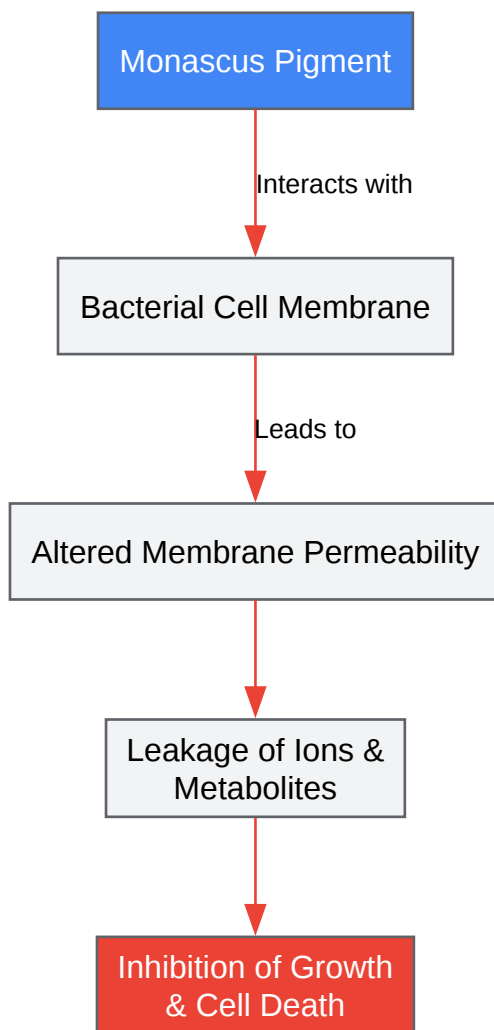 Monascus Pigment
Interacts with
Bacterial Cell Membrane
Leads to
Altered Membrane Permeability
Leakage of Ions &
Metabolites
Inhibition of Growth
& Cell Death